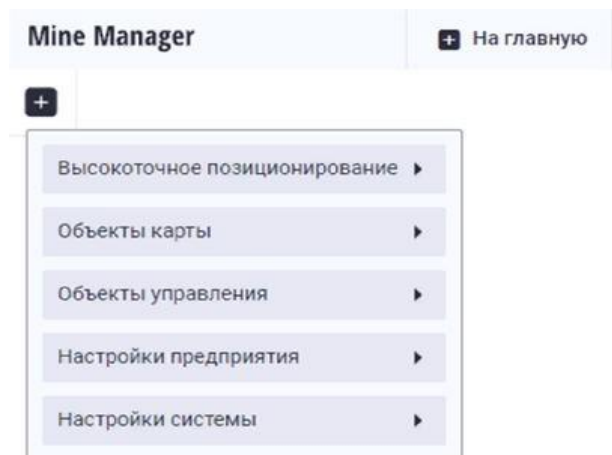 Mine Manager
На главную
Высокоточное позиционирование
Объекты карты
Объекты управления
Настройки предприятия
Настройки системы